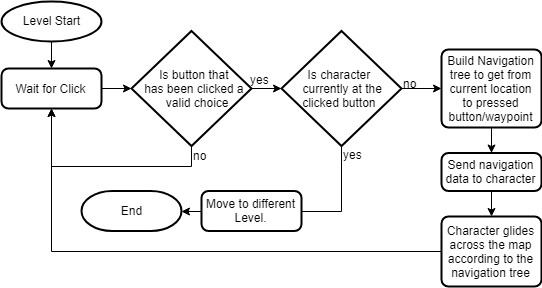 Level Start
Wait for Click
Is button that
has been clicked a
valid choice
yes
no
Is character
currently at the
clicked button
no
yes
Build Navigation
tree to get from
current location
to pressed
button/waypoint
Send navigation
data to character
Character glides
across the map
according to the
navigation tree
Move to different
Level.
End